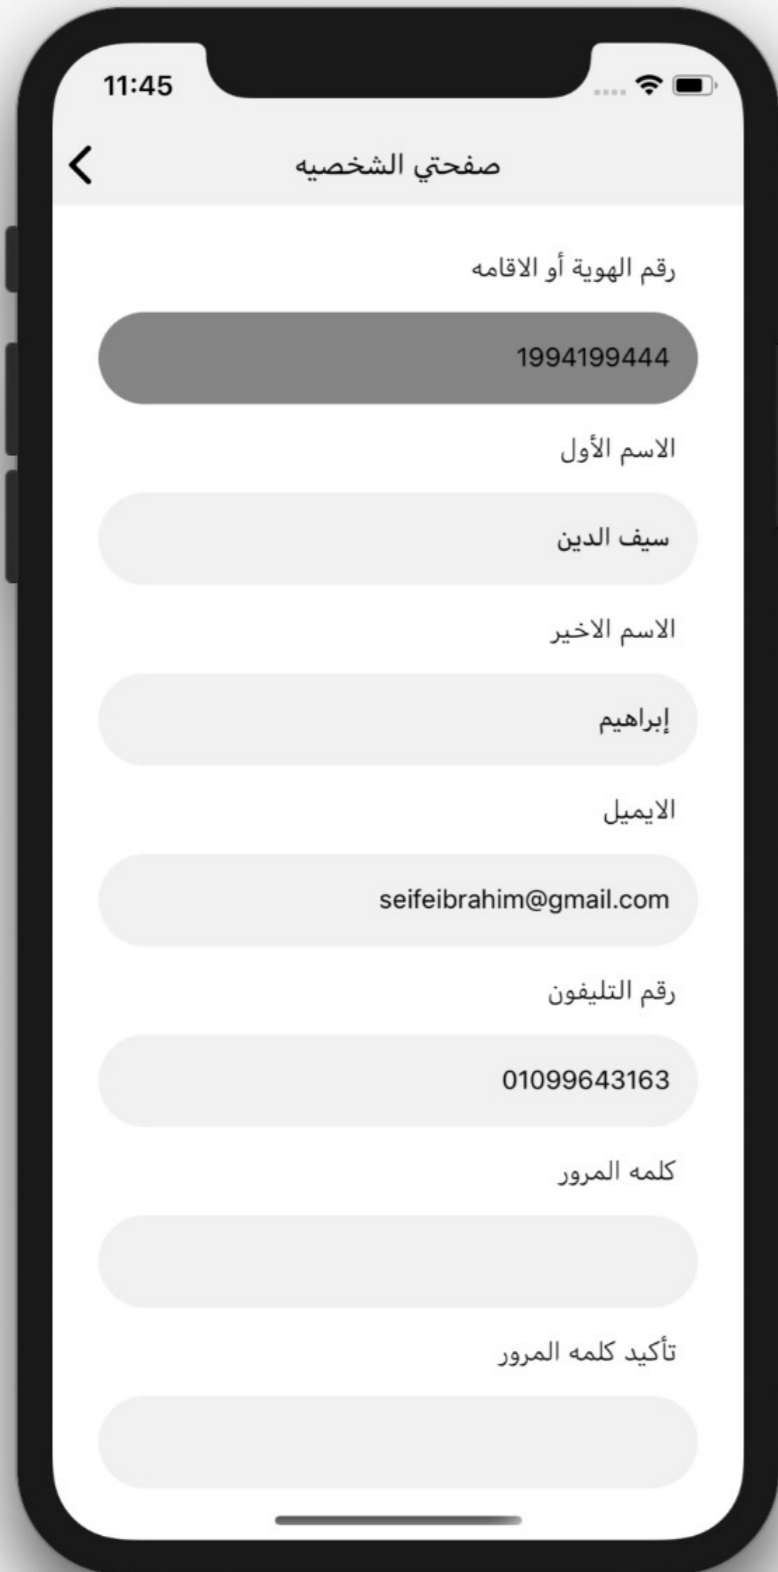 11:45
صفحتي الشخصيه
رقم الهوية أو الاقامه
1994199444
الاسم الأول
سيف الدين
الاسم الاخير
إبراهيم
الايميل
seifeibrahim@gmail.com
رقم التليفون
01099643163
كلمه المرور
تأكيد كلمه المرور